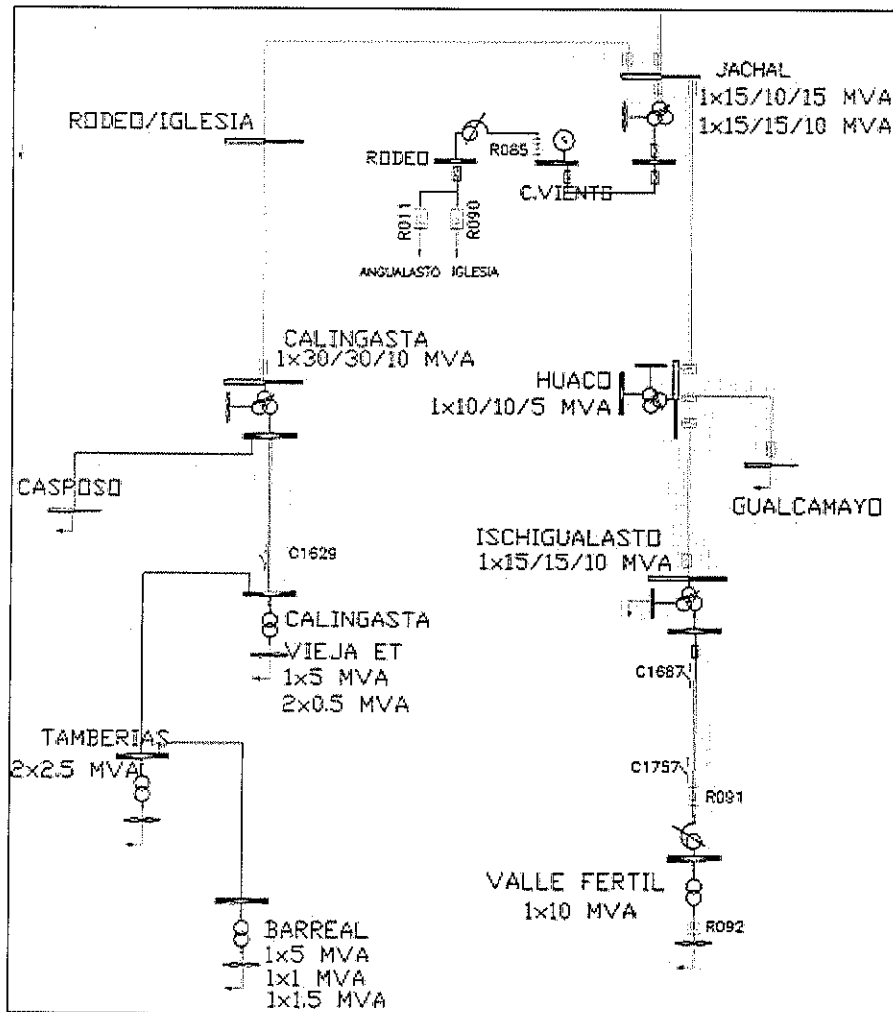 JACHAL
1x15/10/15 MVA
1x15/15/10 MVA
RODEO/IGLESIA
RODEO
R085
C.VIENTO
R011
R090
ANGUALASTO IGLESIA
CALINGASTA
1x30/30/10 MVA
HUACO
1x10/10/5 MVA
CASPOSO
GUALCAMAYO
ISCHIGUALASTO
1x15/15/10 MVA
C1629
CALINGASTA
VIEJA ET
1x5 MVA
2x0.5 MVA
C1687
TAMBERIAS
2x2.5 MVA
C1757
R091
VALLE FERTIL
1x10 MVA
R092
BARREAL
1x5 MVA
1x1 MVA
1x1.5 MVA